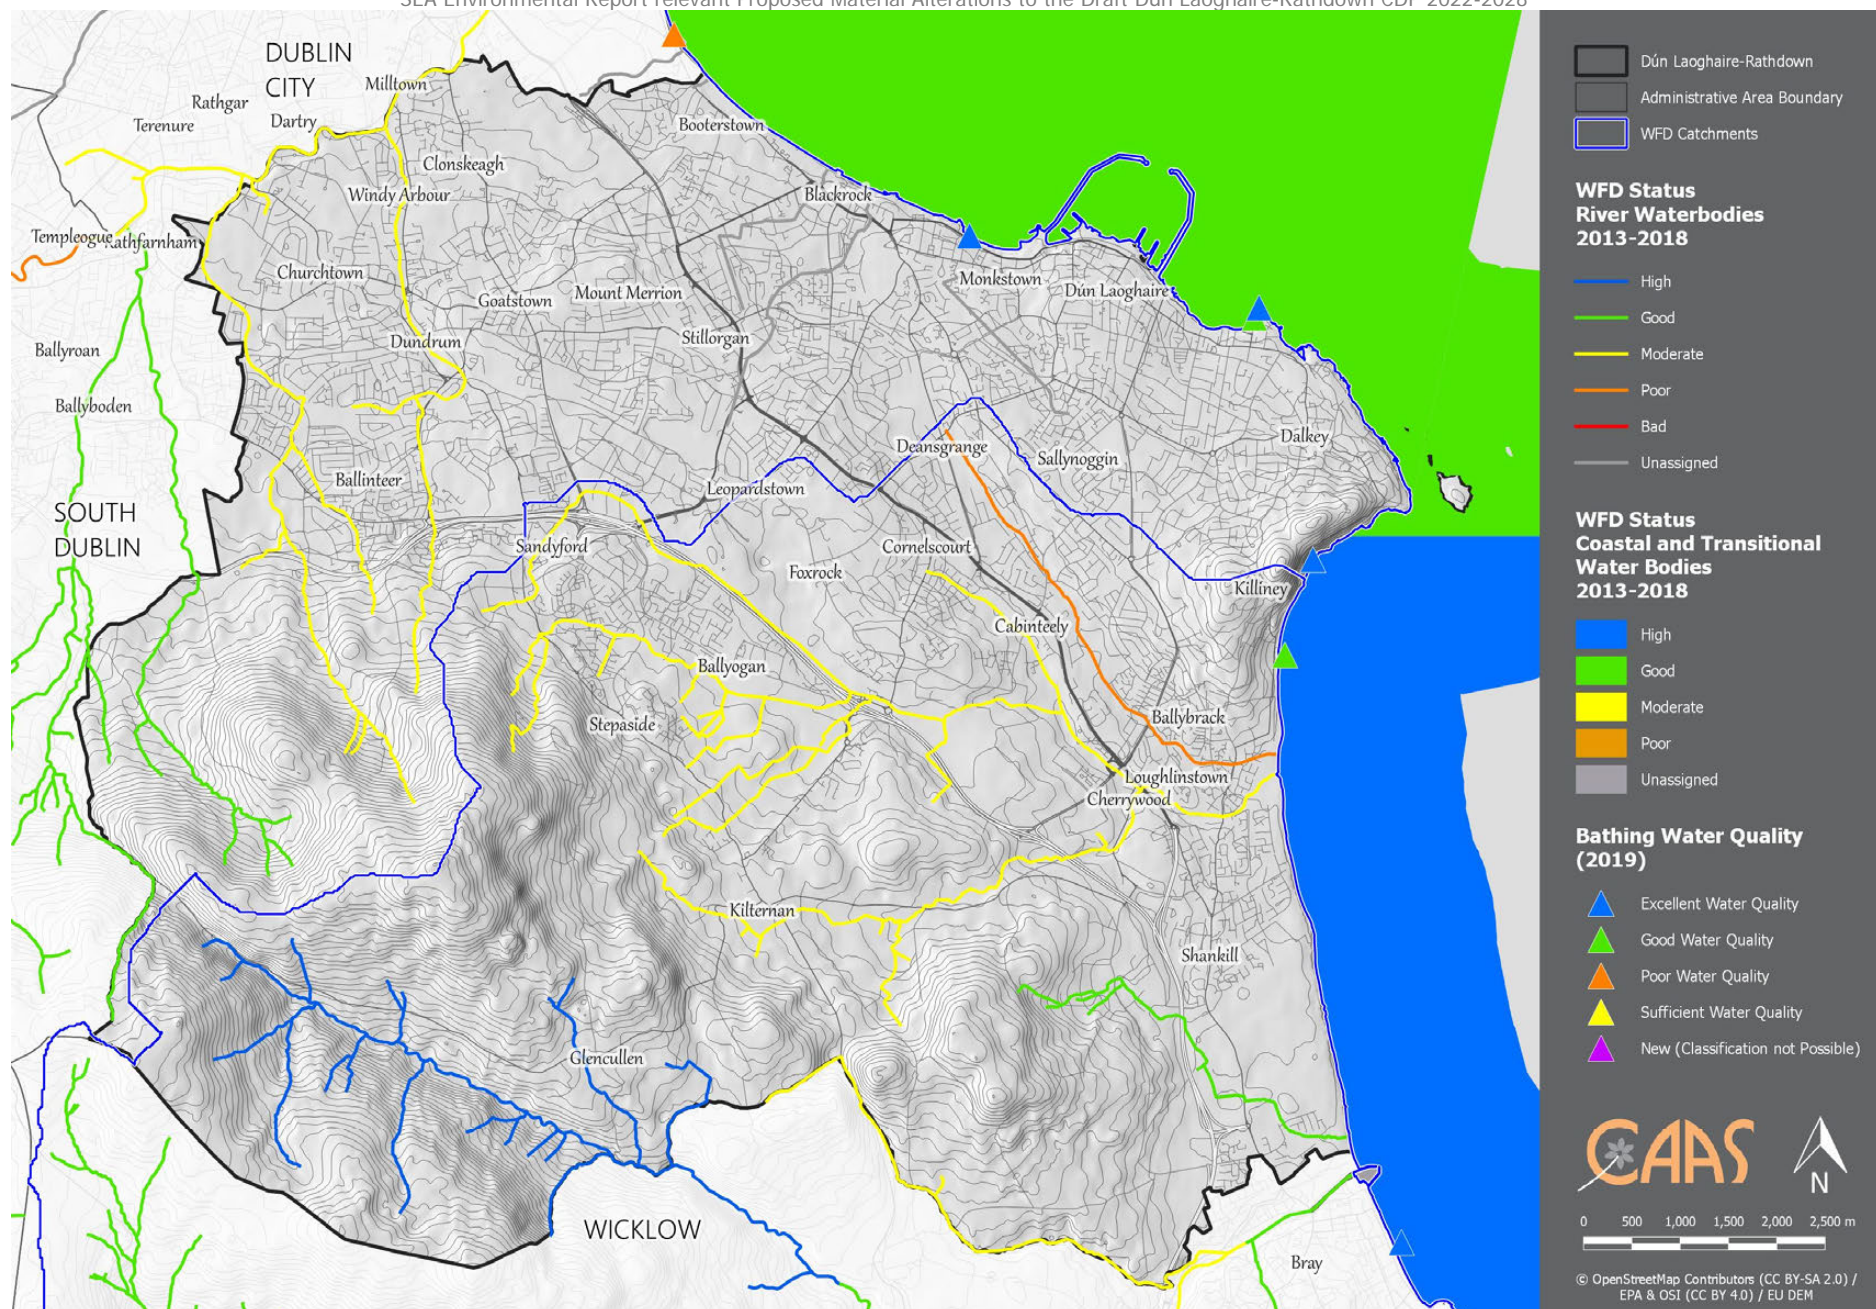 SEA Environmental Report relevant Proposed Material Alterations to the Draft Dún Laoghaire-Rathdown CDP 2022-2028
DUBLIN
CITY
Milltown
Rathgar
Terenure
Dartry
Booterstown
Clonskeagh
Windy Arbour
Blackrock
Templeogue
Rathfarnham
Churchtown
Goatstown
Mount Merrion
Monkstown
Dún Laoghaire
Ballyroan
Dundrum
Stillorgan
Ballyboden
Deansgrange
Dalkey
Sallynoggin
Ballinteer
Leopardstown
SOUTH
DUBLIN
Sandyford
Cornelscourt
Foxrock
Killiney
Cabinteely
Ballyogan
Stepaside
Ballybrack
Loughlinstown
Cherrywood
Kilternan
Shankill
Glencullen
WICKLOW
Bray
Dún Laoghaire-Rathdown
Administrative Area Boundary
WFD Catchments
WFD Status
River Waterbodies
2013-2018
High
Good
Moderate
Poor
Bad
Unassigned
WFD Status
Coastal and Transitional
Water Bodies
2013-2018
High
Good
Moderate
Poor
Unassigned
Bathing Water Quality
(2019)
Excellent Water Quality
Good Water Quality
Poor Water Quality
Sufficient Water Quality
New (Classification not Possible)
CAAS
N
0 500 1,000 1,500 2,000 2,500 m
© OpenStreetMap Contributors (CC BY-SA 2.0) /
EPA & OSI (CC BY 4.0) / EU DEM